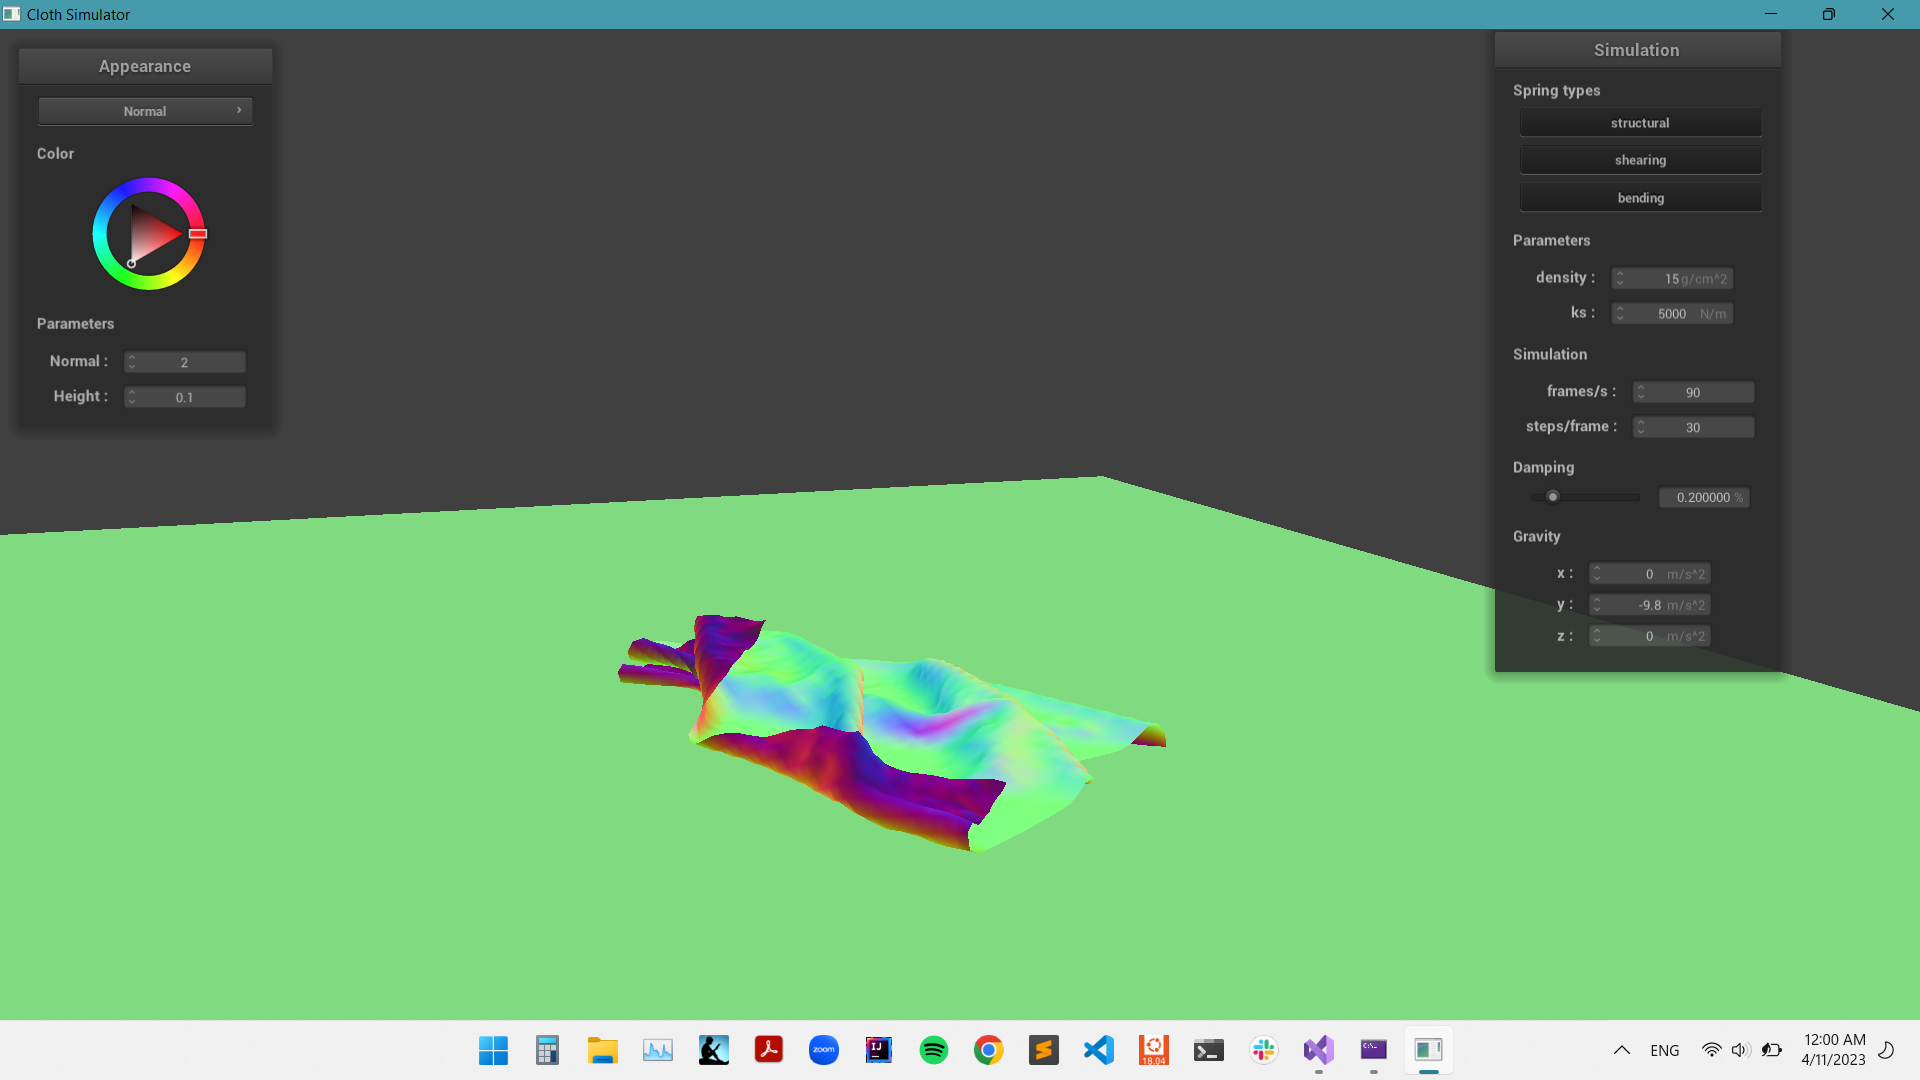 Cloth Simulator
Appearance
Normal
Color
Parameters
Normal : 2
Height : 0.1
Simulation
Spring types
structural
shearing
bending
Parameters
density : 15 g/cm^2
ks : 5000 N/m
Simulation
frames/s : 90
steps/frame : 30
Damping
0.200000 %
Gravity
x : 0 m/s^2
y : -9.8 m/s^2
z : 0 m/s^2
zoom
IJ
18.04
C:\_
ENG
12:00 AM
4/11/2023